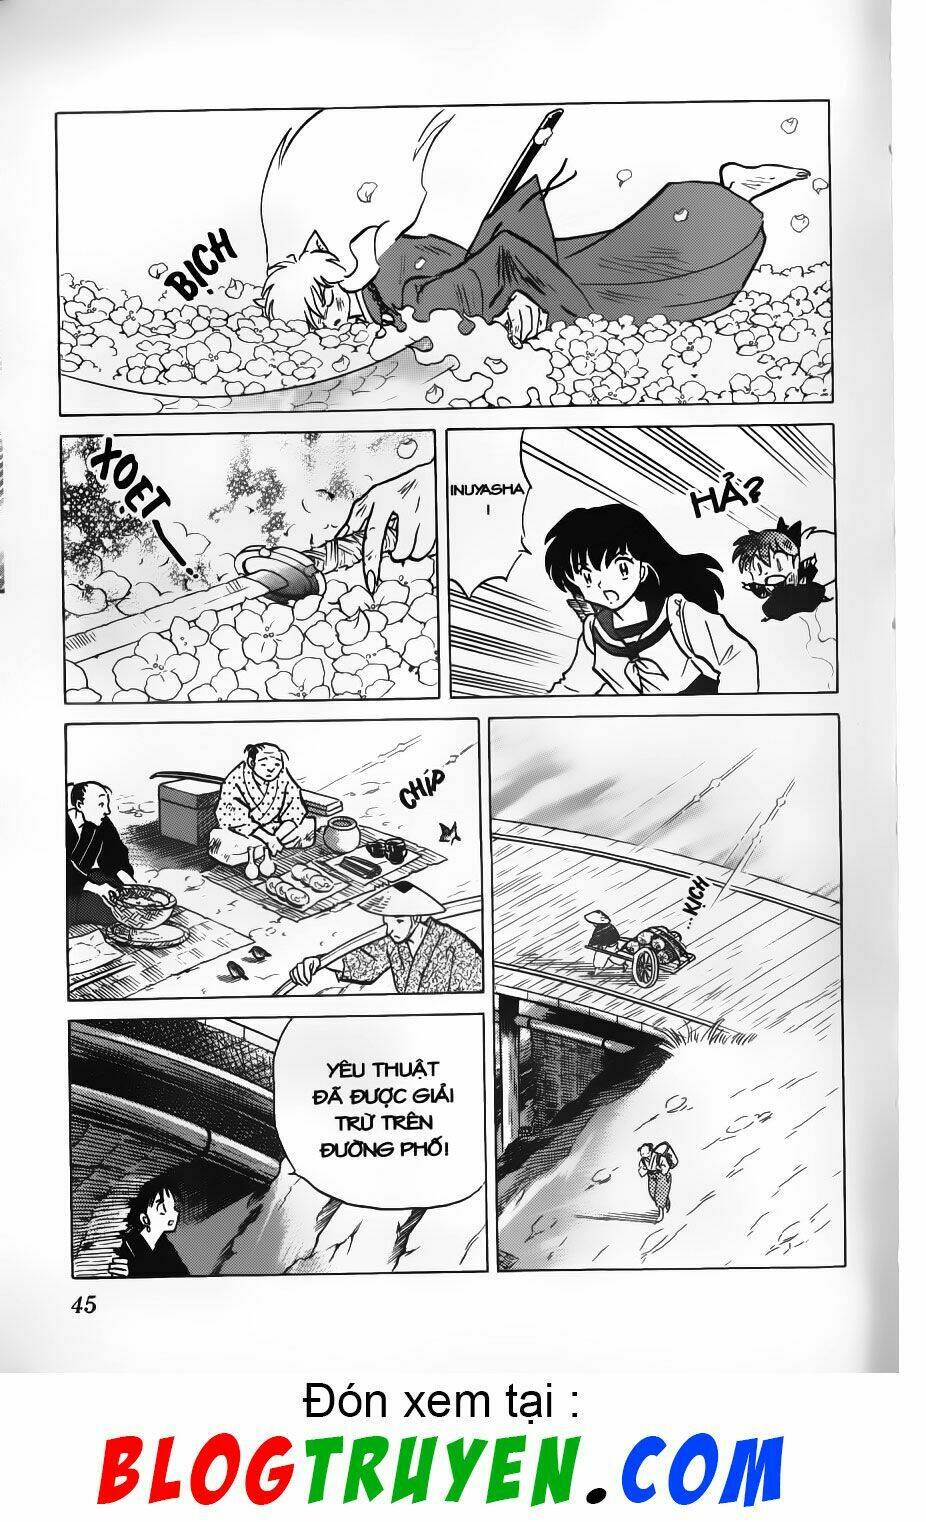 BỊCH
XOẸT
INUYASHA
!
HẢ?
CHÍP
...KỊCH
YÊU THUẬT
ĐÃ ĐƯỢC GIẢI
TRỪ TRÊN
ĐƯỜNG PHỐ!
45
Đón xem tại :
BLOGTRUYEN.COM